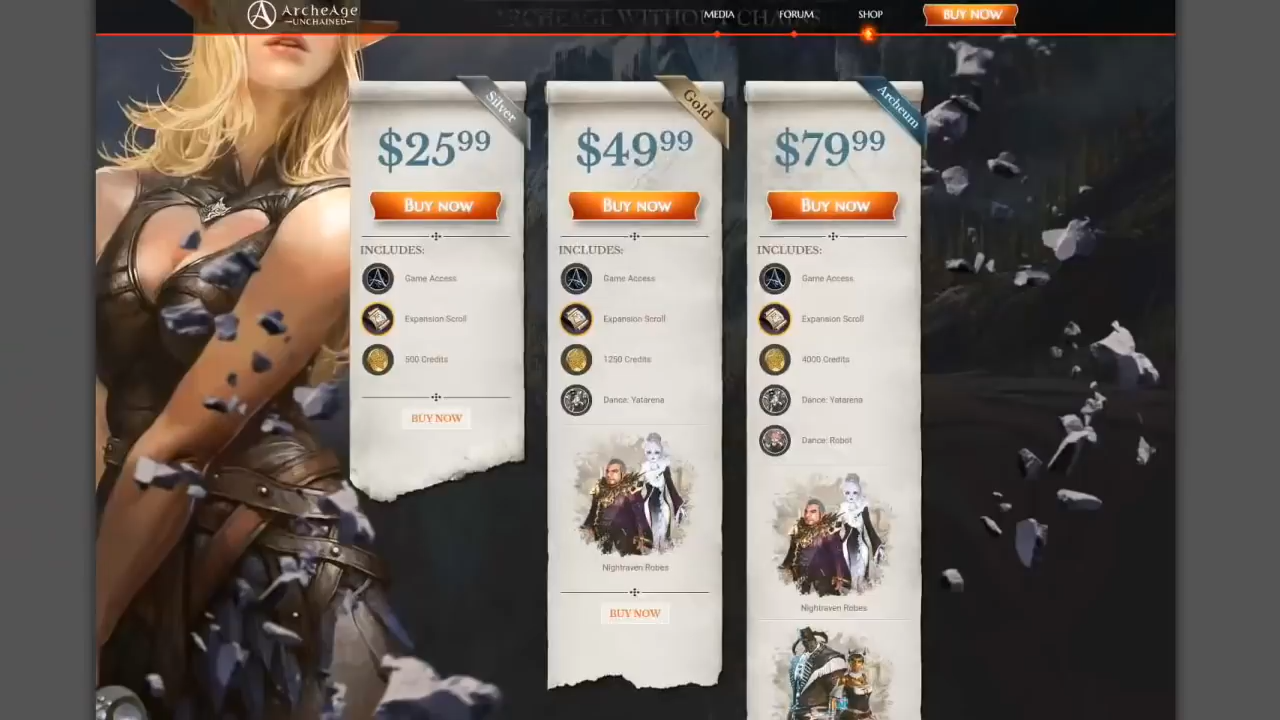 ArcheAge
UNCHAINED
ARCHEAGE WITHOUT CHAINS
MEDIA
FORUM
SHOP
BUY NOW
Silver
$25.99
BUY NOW
INCLUDES:
Game Access
Expansion Scroll
500 Credits
BUY NOW
Gold
$49.99
BUY NOW
INCLUDES:
Game Access
Expansion Scroll
1250 Credits
Dance: Yatarena
Nightraven Robes
BUY NOW
Archeum
$79.99
BUY NOW
INCLUDES:
Game Access
Expansion Scroll
4000 Credits
Dance: Yatarena
Dance: Robot
Nightraven Robes